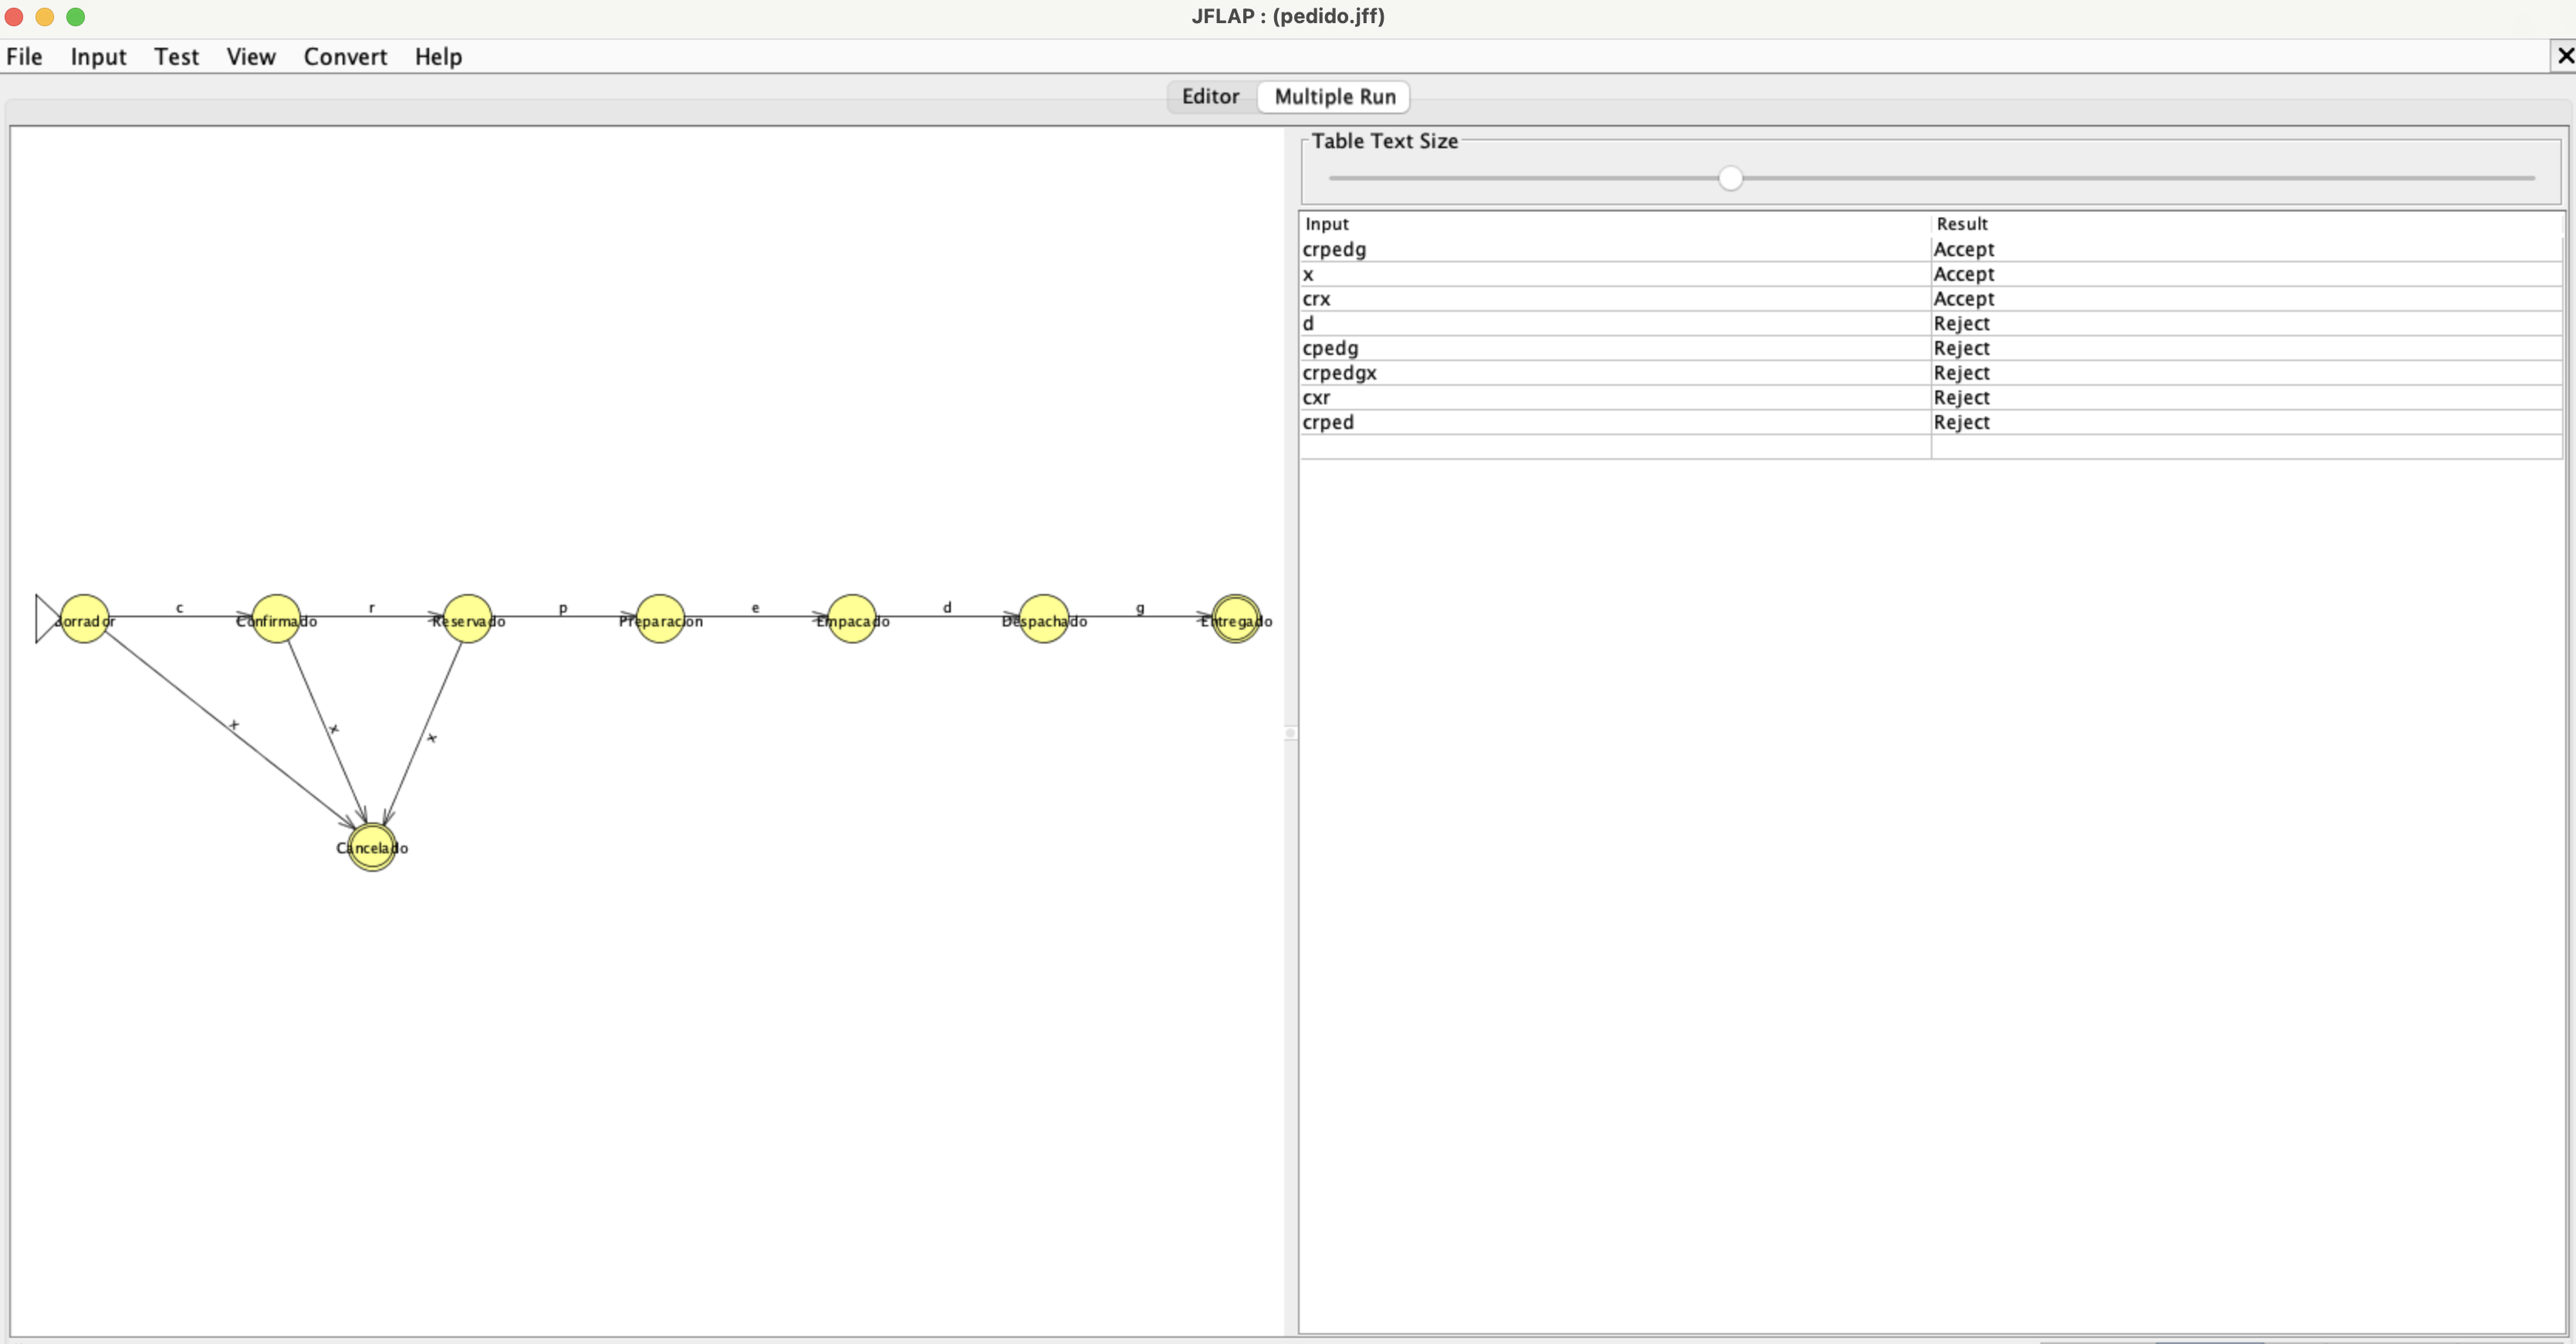 JFLAP : (pedido.jff)
File Input Test View Convert Help
Editor Multiple Run
Table Text Size
Input Result
crpedg Accept
x Accept
crx Accept
d Reject
cpedg Reject
crpedgx Reject
cxr Reject
crped Reject
c r p e d g
Borrador Confirmado Reservado Preparacion Empacado Despachado Entregado
x x x
Cancelado